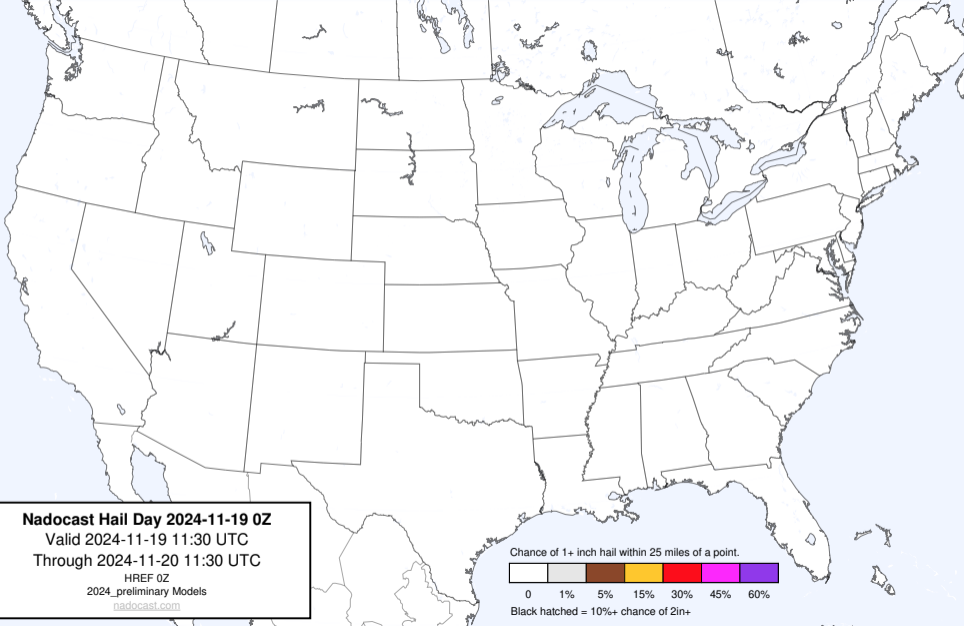 Nadocast Hail Day 2024-11-19 0Z
Valid 2024-11-19 11:30 UTC
Through 2024-11-20 11:30 UTC
HREF 0Z
2024_preliminary Models
nadocast.com
Chance of 1+ inch hail within 25 miles of a point.
0 1% 5% 15% 30% 45% 60%
Black hatched = 10%+ chance of 2in+